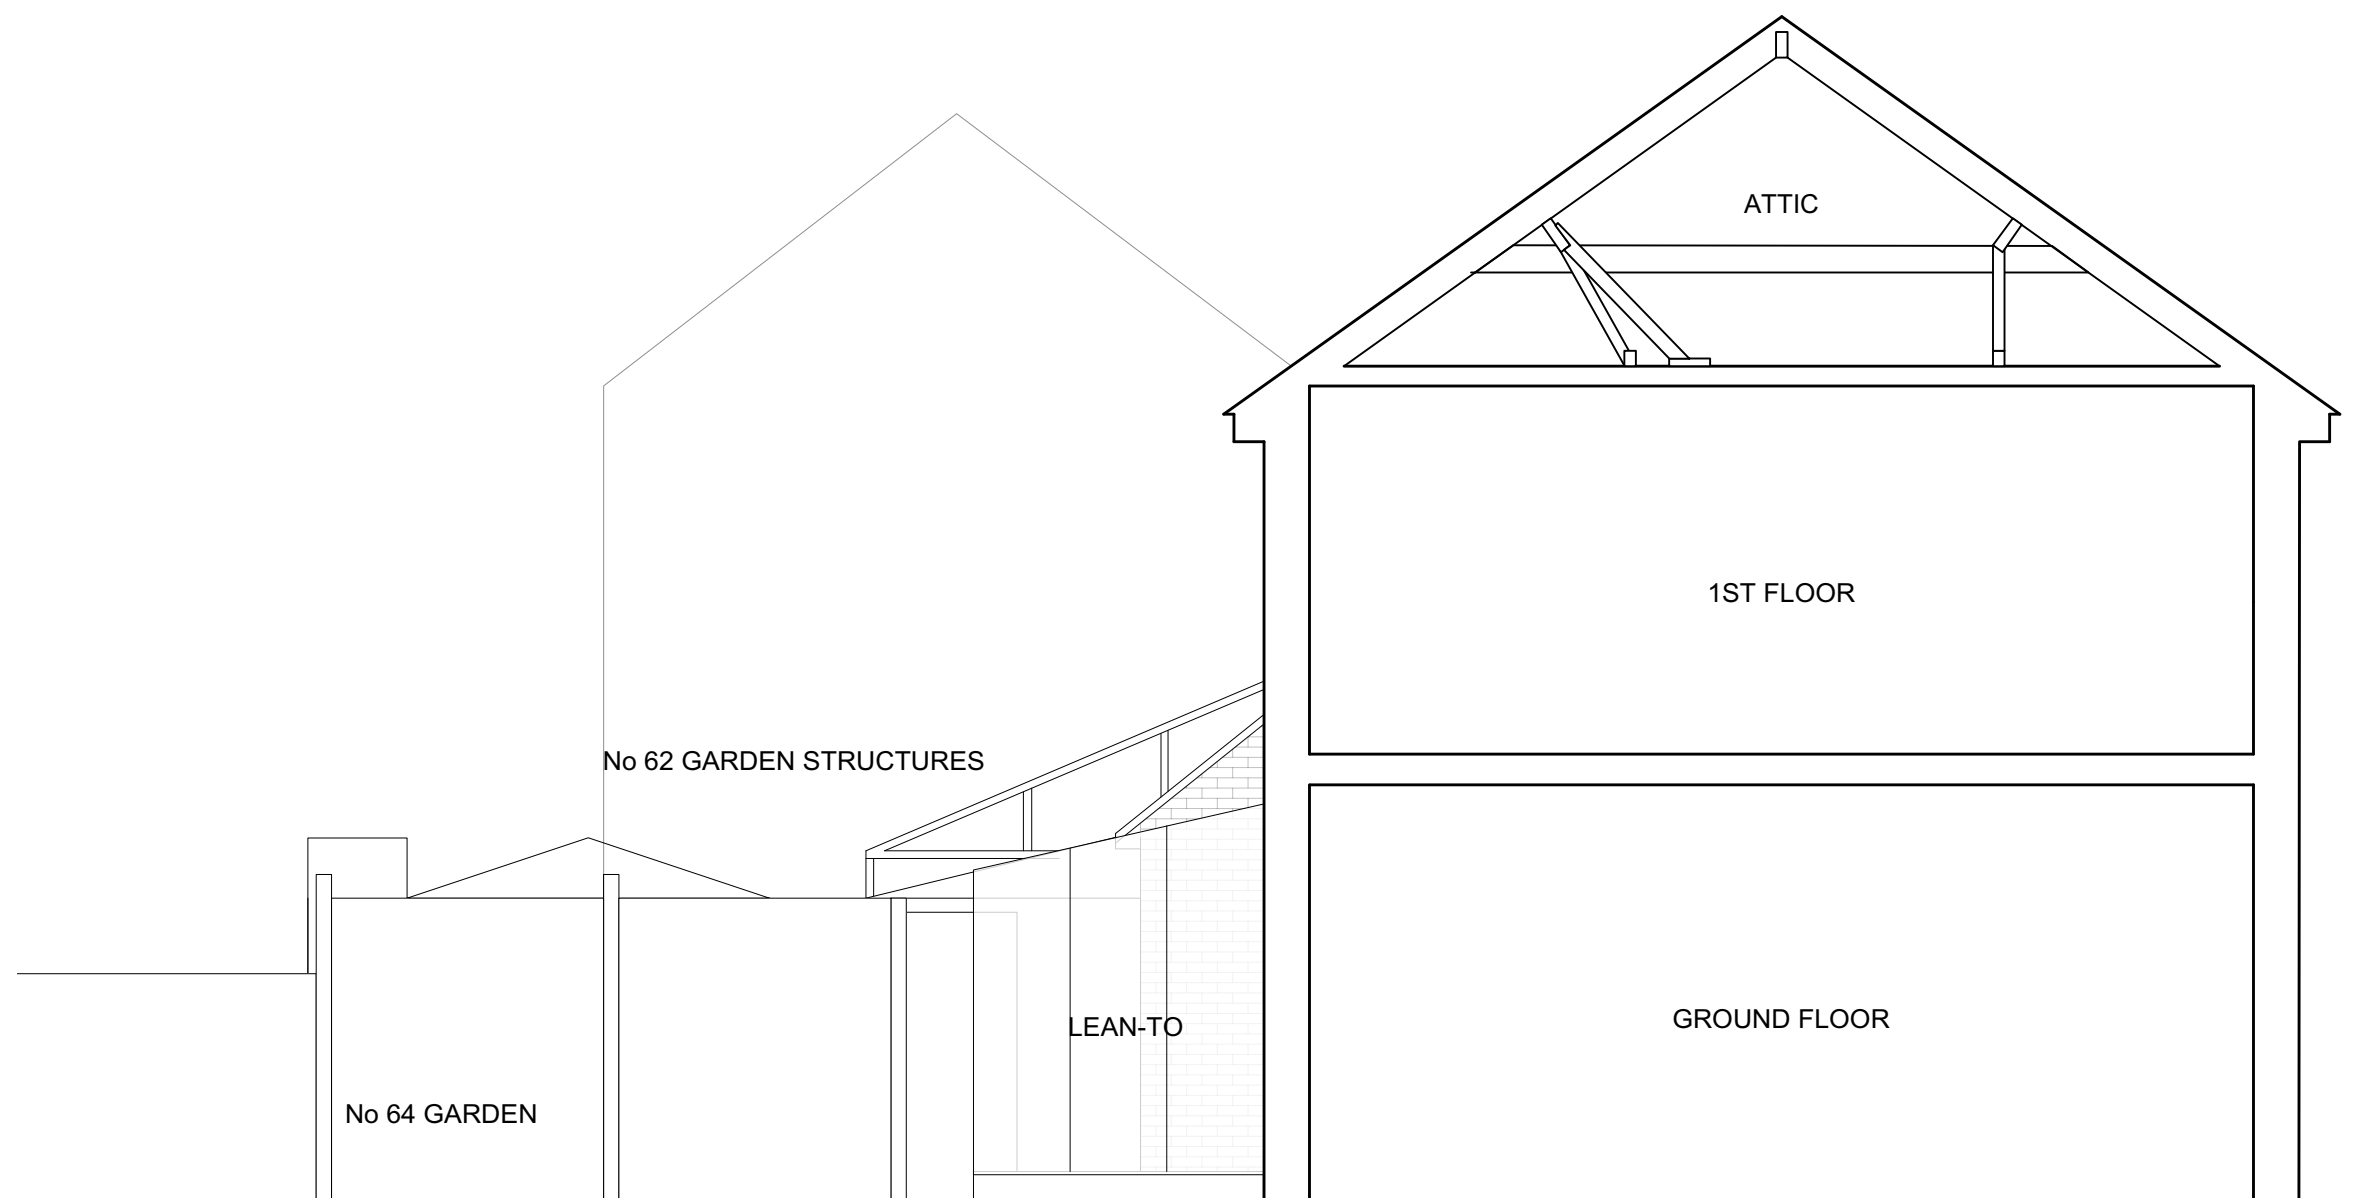 ATTIC
1ST FLOOR
No 62 GARDEN STRUCTURES
GROUND FLOOR
LEAN-TO
No 64 GARDEN